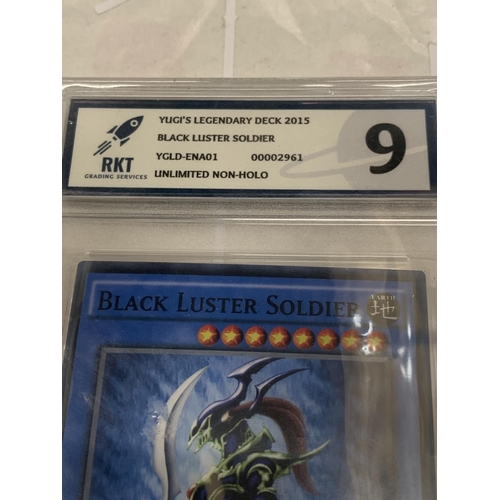 YUGI'S LEGENDARY DECK 2015
BLACK LUSTER SOLDIER
YGLD-ENA01 00002961
UNLIMITED NON-HOLO
RKT
GRADING SERVICES
9
BLACK LUSTER SOLDIER
EARTH
地